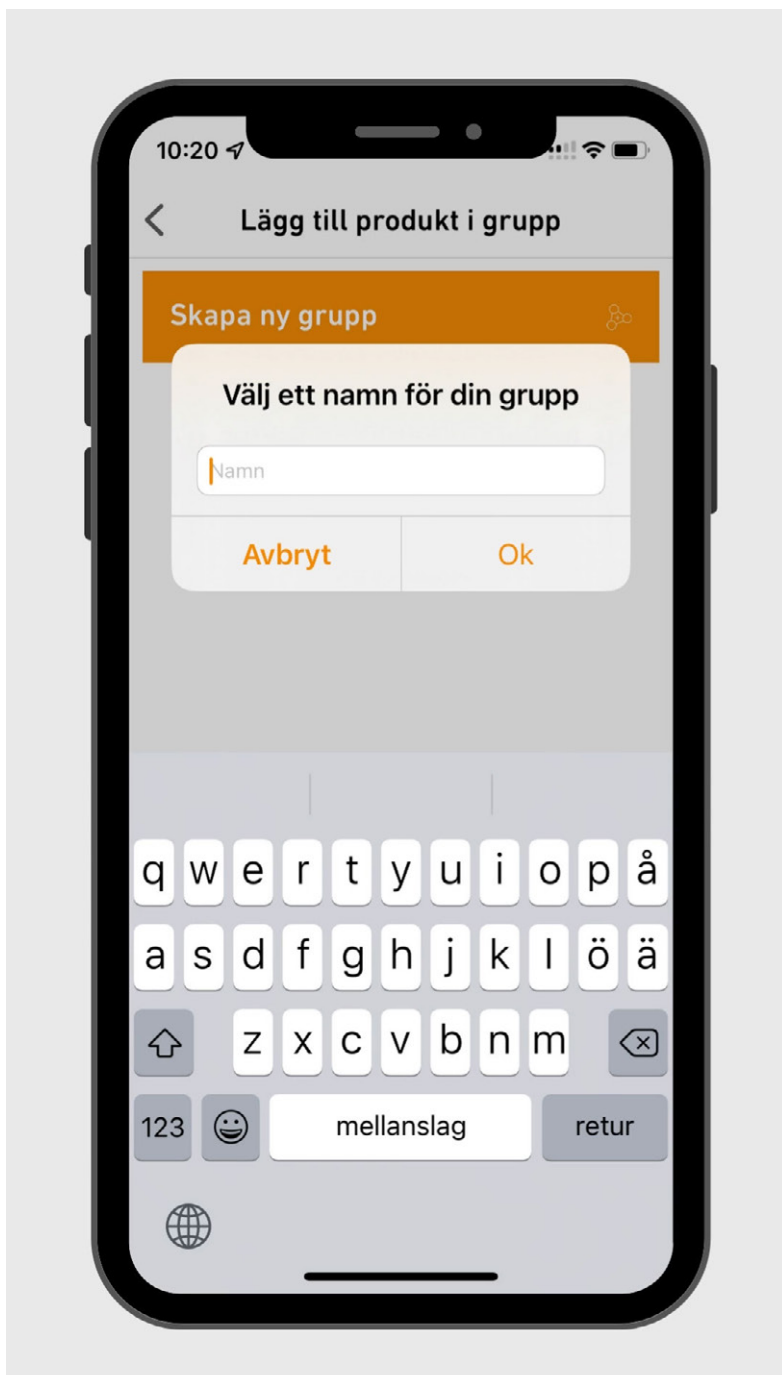 10:20
Lägg till produkt i grupp
Skapa ny grupp
Välj ett namn för din grupp
Namn
Avbryt Ok
q w e r t y u i o p å
a s d f g h j k l ö ä
z x c v b n m
123 mellanslag retur